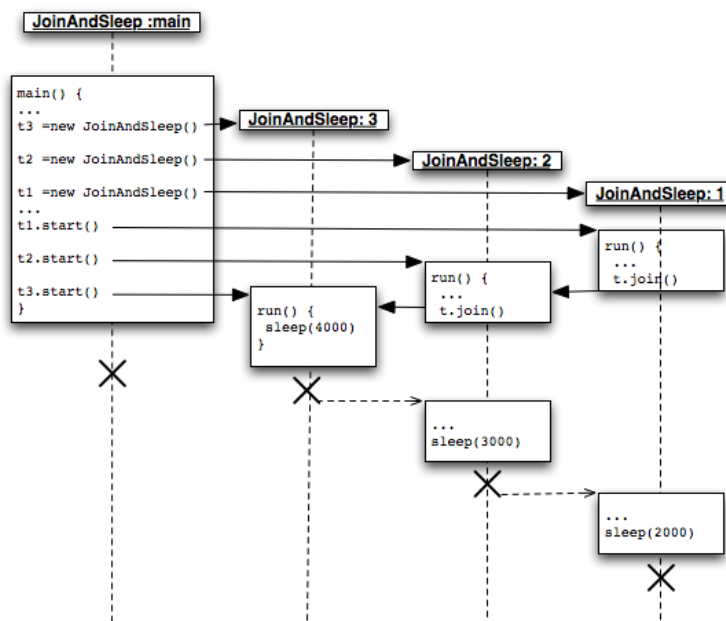 JoinAndSleep :main
main() {
...
t3 =new JoinAndSleep()
t2 =new JoinAndSleep()
t1 =new JoinAndSleep()
...
t1.start()
t2.start()
t3.start()
}
JoinAndSleep: 3
run() {
sleep(4000)
}
JoinAndSleep: 2
run() {
...
t.join()
...
sleep(3000)
JoinAndSleep: 1
run() {
...
t.join()
...
sleep(2000)